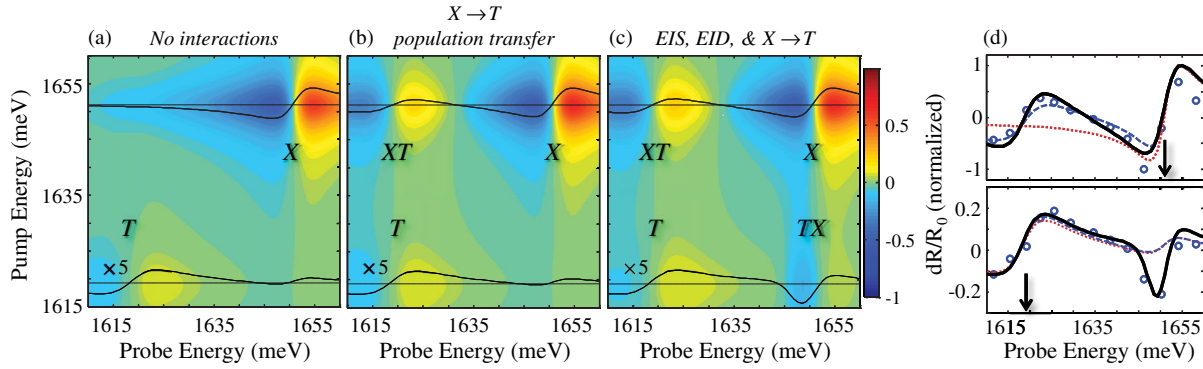 X → T
(a) No interactions
(b) population transfer
(c) EIS, EID, & X → T
(d)
Pump Energy (meV)
1655
1635
1615
X
T
×5
1615 1635 1655
Probe Energy (meV)
XT
X
T
×5
1615 1635 1655
Probe Energy (meV)
XT
X
T
TX
×5
1615 1635 1655
Probe Energy (meV)
0.5
0
-0.5
-1
dR/R0 (normalized)
1
0
-1
0.2
0
-0.2
1615 1635 1655
Probe Energy (meV)